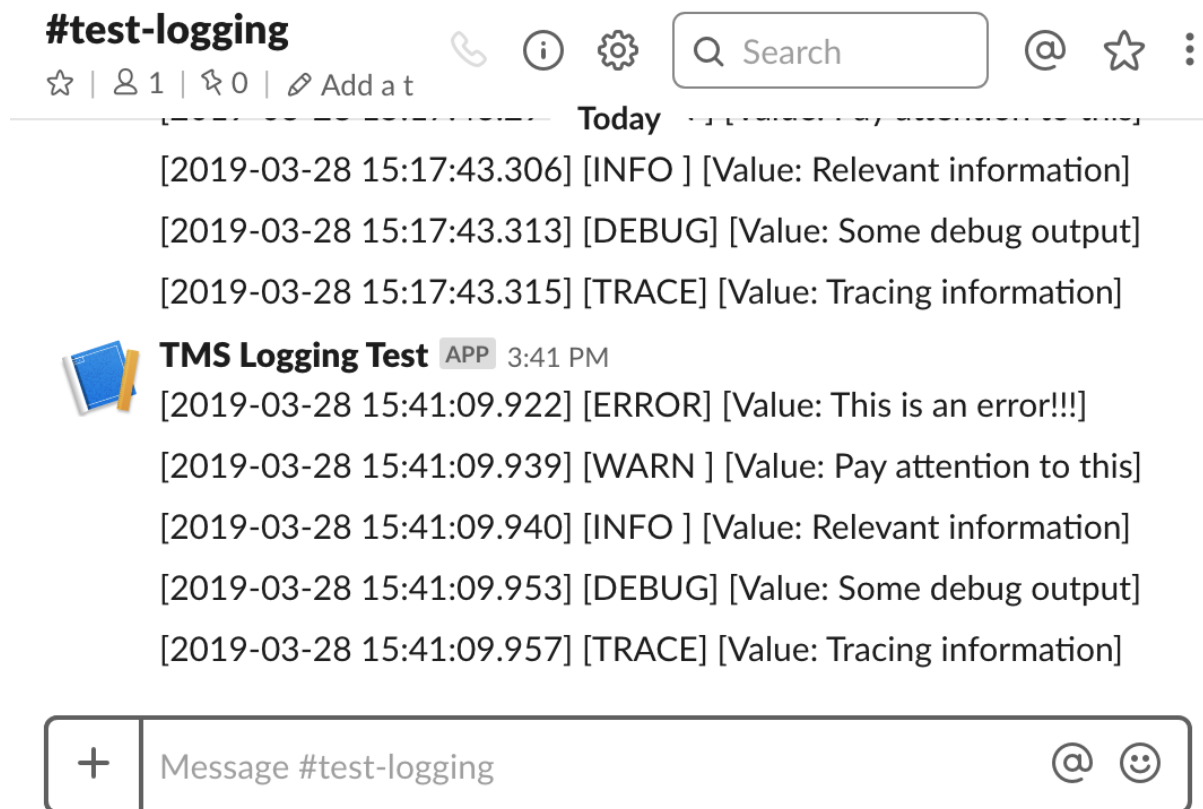 #test-logging
Search
1
0
Add a t
Today
[2019-03-28 15:17:43.306] [INFO ] [Value: Relevant information]
[2019-03-28 15:17:43.313] [DEBUG] [Value: Some debug output]
[2019-03-28 15:17:43.315] [TRACE] [Value: Tracing information]
TMS Logging Test APP 3:41 PM
[2019-03-28 15:41:09.922] [ERROR] [Value: This is an error!!!]
[2019-03-28 15:41:09.939] [WARN ] [Value: Pay attention to this]
[2019-03-28 15:41:09.940] [INFO ] [Value: Relevant information]
[2019-03-28 15:41:09.953] [DEBUG] [Value: Some debug output]
[2019-03-28 15:41:09.957] [TRACE] [Value: Tracing information]
Message #test-logging